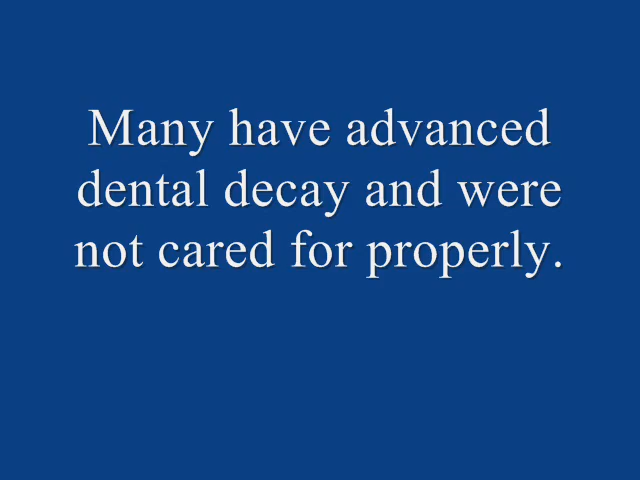 Many have advanced
dental decay and were
not cared for properly.